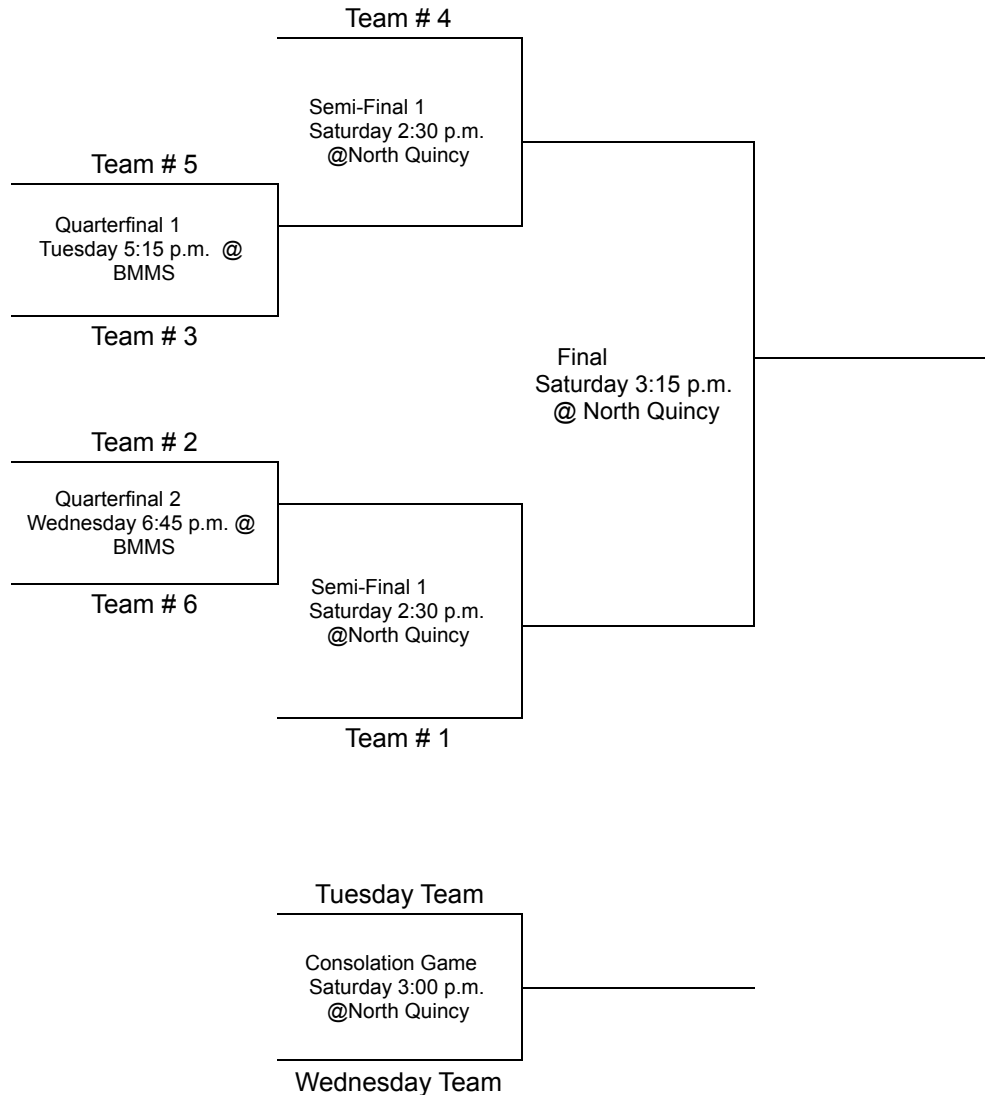 Team # 4
Semi-Final 1
Saturday 2:30 p.m.
@North Quincy
Team # 5
Quarterfinal 1
Tuesday 5:15 p.m. @
BMMS
Team # 3
Final
Saturday 3:15 p.m.
@ North Quincy
Team # 2
Quarterfinal 2
Wednesday 6:45 p.m. @
BMMS
Team # 6
Semi-Final 1
Saturday 2:30 p.m.
@North Quincy
Team # 1
Tuesday Team
Consolation Game
Saturday 3:00 p.m.
@North Quincy
Wednesday Team